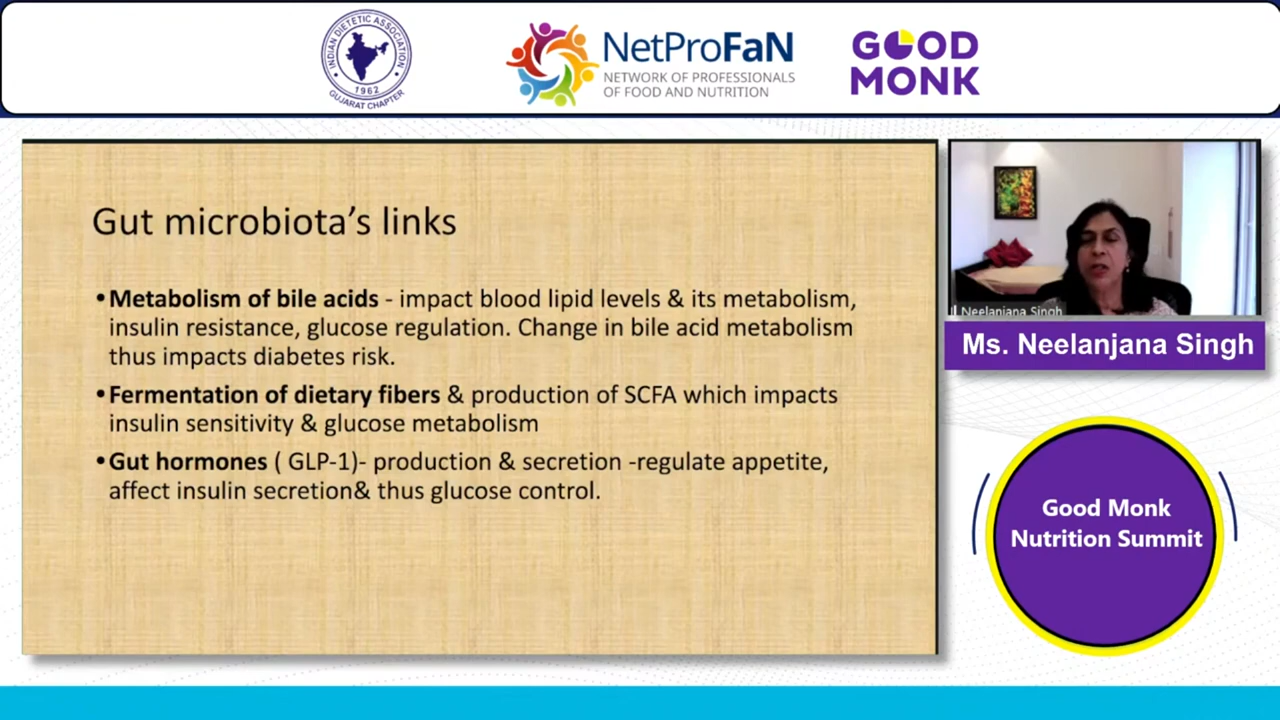 INDIAN DIETETIC ASSOCIATION
1962
GUJARAT CHAPTER
NetProFaN
NETWORK OF PROFESSIONALS
OF FOOD AND NUTRITION
GOOD
MONK
Gut microbiota’s links
•Metabolism of bile acids - impact blood lipid levels & its metabolism,
insulin resistance, glucose regulation. Change in bile acid metabolism
thus impacts diabetes risk.
•Fermentation of dietary fibers & production of SCFA which impacts
insulin sensitivity & glucose metabolism
•Gut hormones ( GLP-1)- production & secretion -regulate appetite,
affect insulin secretion& thus glucose control.
Neelanjana Singh
Ms. Neelanjana Singh
Good Monk
Nutrition Summit